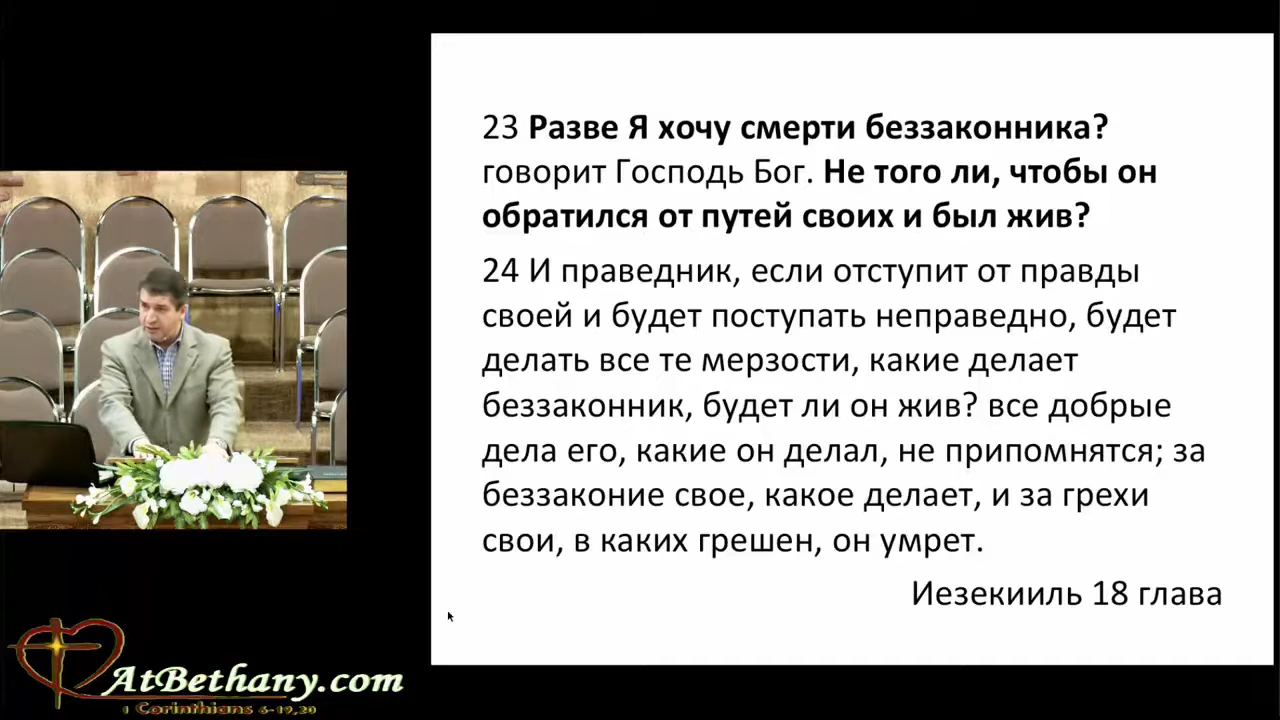 23 Разве Я хочу смерти беззаконника?
говорит Господь Бог. Не того ли, чтобы он
обратился от путей своих и был жив?
24 И праведник, если отступит от правды
своей и будет поступать неправедно, будет
делать все те мерзости, какие делает
беззаконник, будет ли он жив? все добрые
дела его, какие он делал, не припомнятся; за
беззаконие свое, какое делает, и за грехи
свои, в каких грешен, он умрет.
Иезекииль 18 глава
AtBethany.com
1 Corinthians 6-19,20